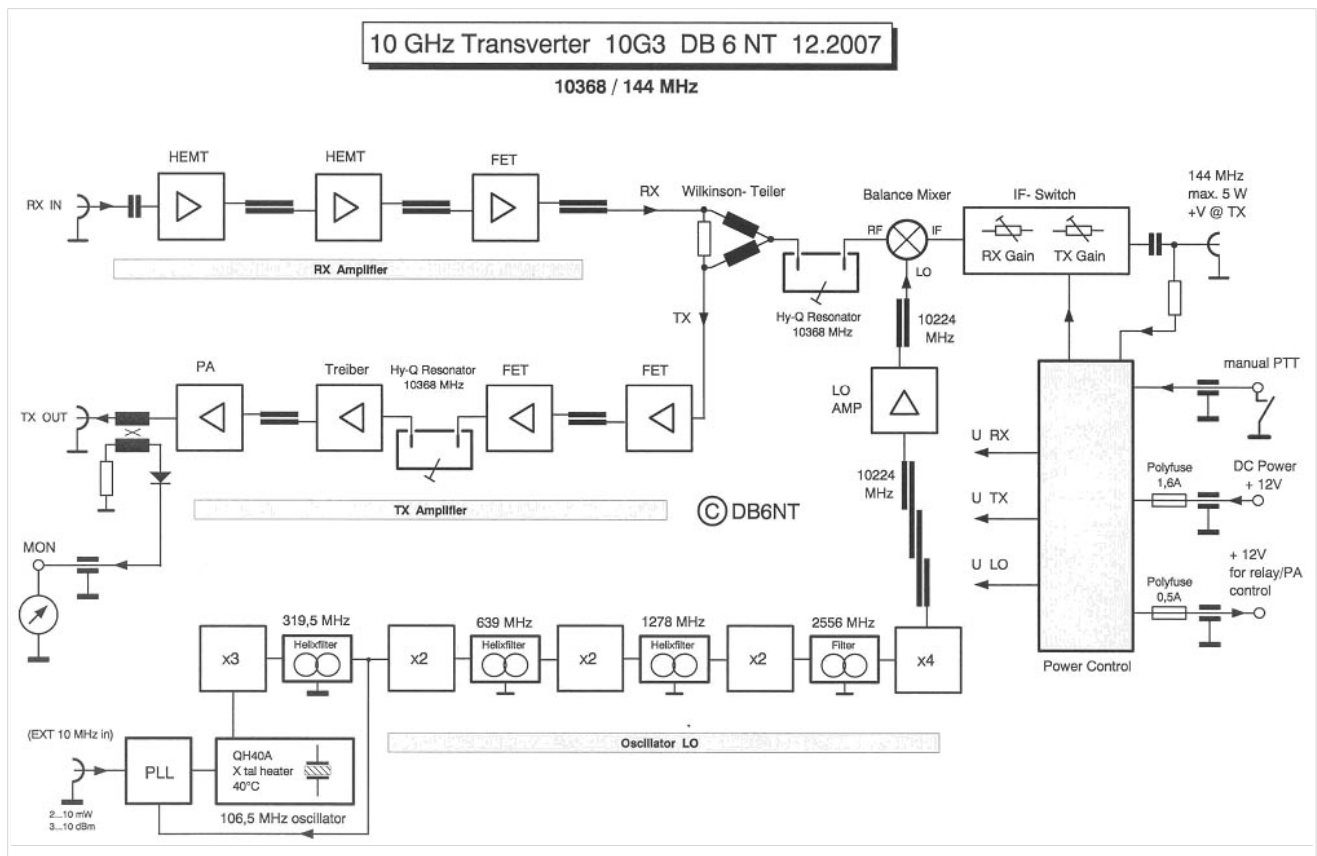 10 GHz Transverter 10G3 DB 6 NT 12.2007
10368 / 144 MHz
HEMT
HEMT
FET
RX IN
RX
Wilkinson- Teiler
Balance Mixer
RF
IF
LO
IF- Switch
RX Gain
TX Gain
144 MHz
max. 5 W
+V @ TX
RX Amplifier
Hy-Q Resonator
10368 MHz
10224
MHz
TX
PA
Treiber
Hy-Q Resonator
10368 MHz
FET
FET
TX OUT
LO
AMP
manual PTT
U RX
Polyfuse
1,6A
DC Power
+ 12V
10224
MHz
TX Amplifier
© DB6NT
U TX
MON
U LO
Polyfuse
0,5A
+ 12V
for relay/PA
control
319,5 MHz
639 MHz
1278 MHz
2556 MHz
x3
Helixfilter
x2
Helixfilter
x2
Helixfilter
x2
Filter
x4
Power Control
(EXT 10 MHz in)
PLL
QH40A
X tal heater
40°C
Oscillator LO
2...10 mW
3...10 dBm
106,5 MHz oscillator